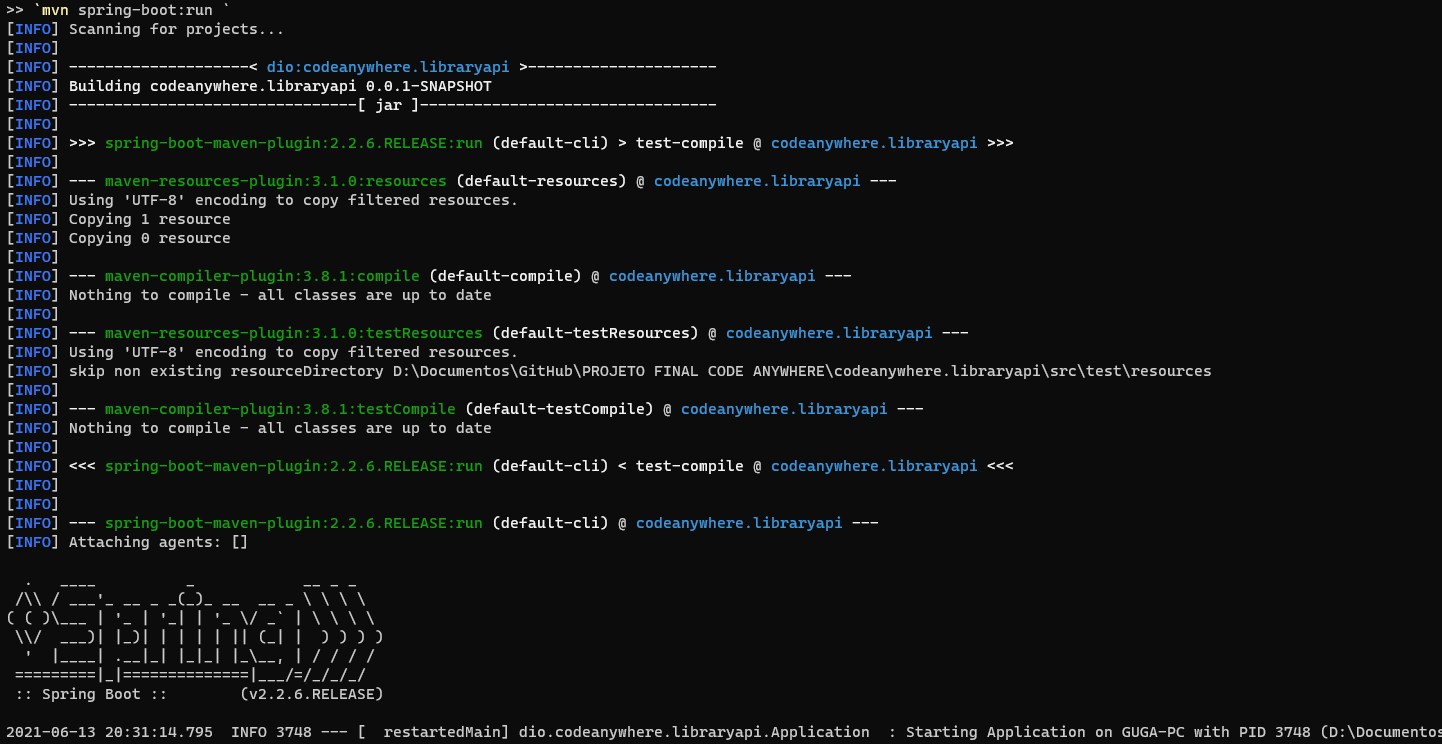 >> `mvn spring-boot:run `
[INFO] Scanning for projects...
[INFO]
[INFO] --------------------< dio:codeanywhere.libraryapi >---------------------
[INFO] Building codeanywhere.libraryapi 0.0.1-SNAPSHOT
[INFO] --------------------------------[ jar ]---------------------------------
[INFO]
[INFO] >>> spring-boot-maven-plugin:2.2.6.RELEASE:run (default-cli) > test-compile @ codeanywhere.libraryapi >>>
[INFO]
[INFO] --- maven-resources-plugin:3.1.0:resources (default-resources) @ codeanywhere.libraryapi ---
[INFO] Using 'UTF-8' encoding to copy filtered resources.
[INFO] Copying 1 resource
[INFO] Copying 0 resource
[INFO]
[INFO] --- maven-compiler-plugin:3.8.1:compile (default-compile) @ codeanywhere.libraryapi ---
[INFO] Nothing to compile - all classes are up to date
[INFO]
[INFO] --- maven-resources-plugin:3.1.0:testResources (default-testResources) @ codeanywhere.libraryapi ---
[INFO] Using 'UTF-8' encoding to copy filtered resources.
[INFO] skip non existing resourceDirectory D:\Documentos\GitHub\PROJETO FINAL CODE ANYWHERE\codeanywhere.libraryapi\src\test\resources
[INFO]
[INFO] --- maven-compiler-plugin:3.8.1:testCompile (default-testCompile) @ codeanywhere.libraryapi ---
[INFO] Nothing to compile - all classes are up to date
[INFO]
[INFO] <<< spring-boot-maven-plugin:2.2.6.RELEASE:run (default-cli) < test-compile @ codeanywhere.libraryapi <<<
[INFO]
[INFO]
[INFO] --- spring-boot-maven-plugin:2.2.6.RELEASE:run (default-cli) @ codeanywhere.libraryapi ---
[INFO] Attaching agents: []
  .   ____          _            __ _ _
 /\\ / ___'_ __ _ _(_)_ __  __ _ \ \ \ \
( ( )\___ | '_ | '_| | '_ \/ _` | \ \ \ \
 \\/  ___)| |_)| | | | | || (_| |  ) ) ) )
  '  |____| .__|_| |_|_| |_\__, | / / / /
 =========|_|==============|___/=/_/_/_/
 :: Spring Boot ::        (v2.2.6.RELEASE)
2021-06-13 20:31:14.795  INFO 3748 --- [  restartedMain] dio.codeanywhere.libraryapi.Application  : Starting Application on GUGA-PC with PID 3748 (D:\Documentos